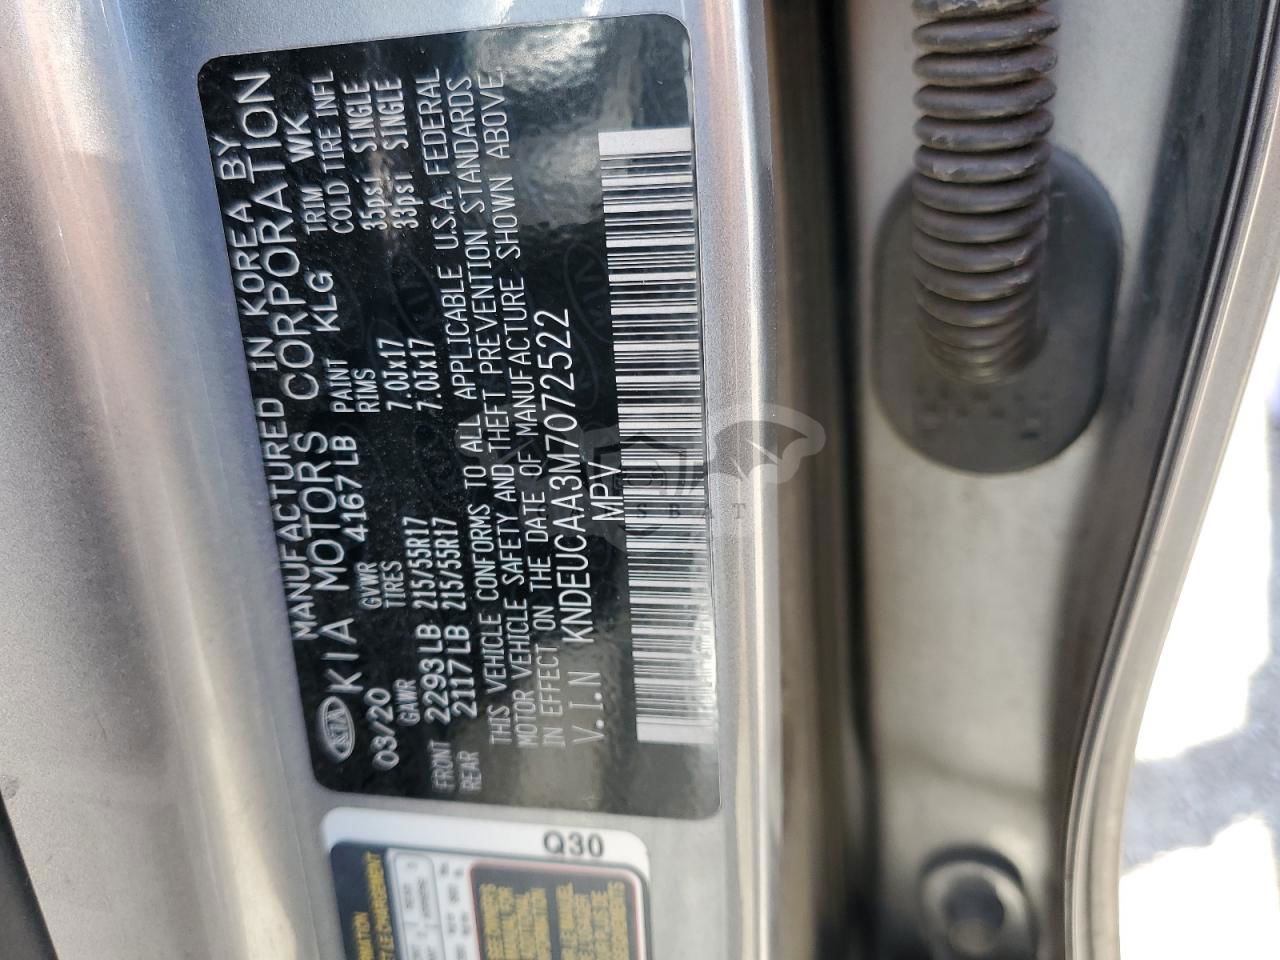 MANUFACTURED IN KOREA BY
KIA KIA MOTORS CORPORATION
03/20 GVWR 4167LB PAINT KLG TRIM WK
GAWR TIRES RIMS COLD TIRE INFL
FRONT 2293LB 215/55R17 7.0Jx17 35psi SINGLE
REAR 2117LB 215/55R17 7.0Jx17 33psi SINGLE
THIS VEHICLE CONFORMS TO ALL APPLICABLE U.S.A. FEDERAL
MOTOR VEHICLE SAFETY AND THEFT PREVENTION STANDARDS
IN EFFECT ON THE DATE OF MANUFACTURE SHOWN ABOVE.
V.I.N KNDEUCAA3M7072522
MPV
Q30